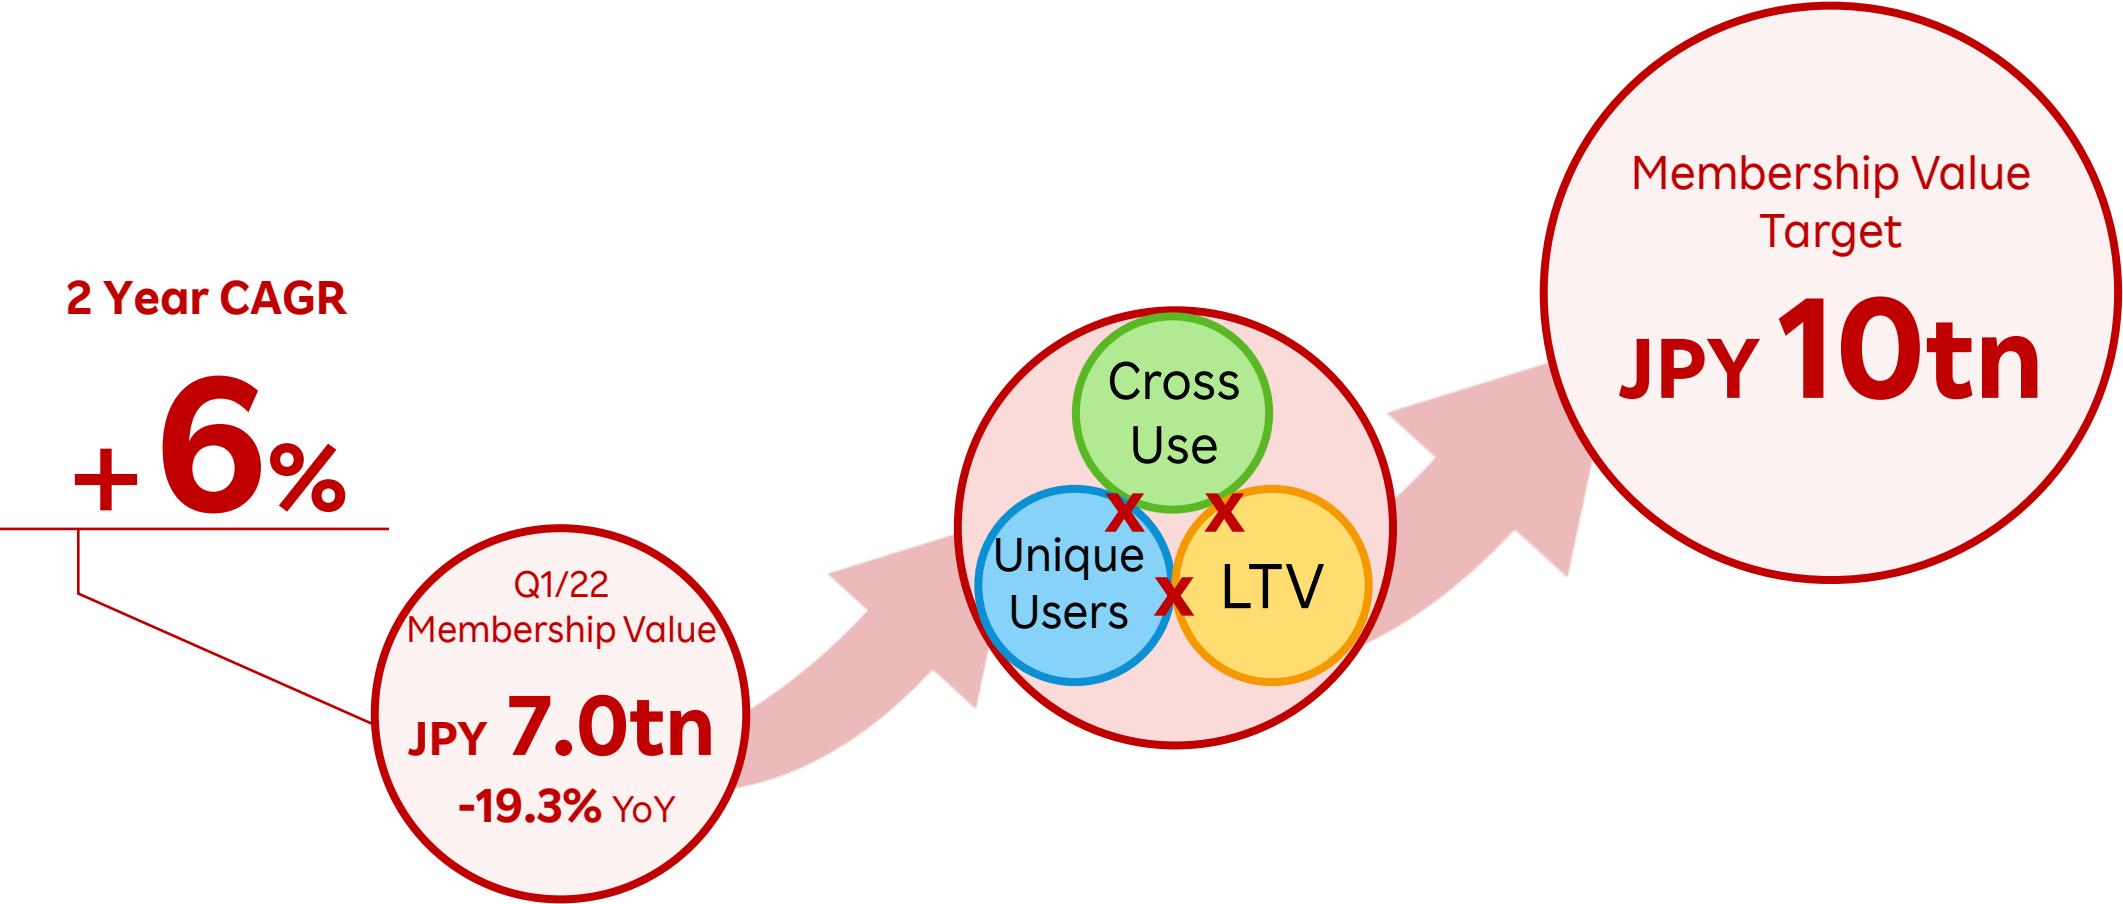 2 Year CAGR
+6%
Q1/22
Membership Value
JPY 7.0tn
-19.3% YoY
Cross
Use
x x
Unique
Users
x
LTV
Membership Value
Target
JPY 10tn